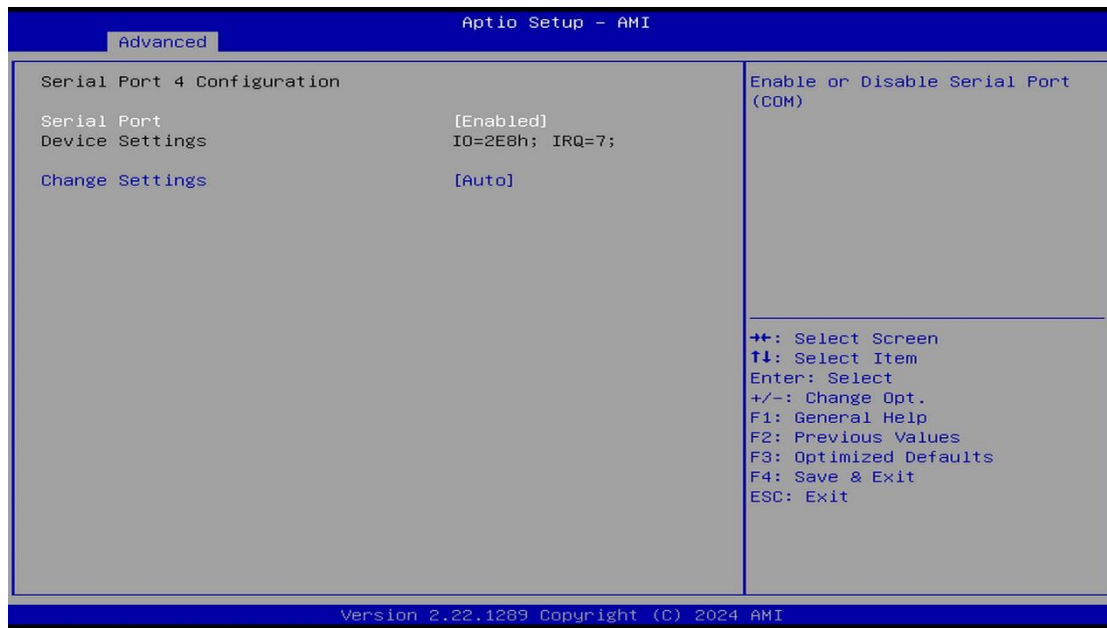 Aptio Setup - AMI
Advanced
Serial Port 4 Configuration
Serial Port [Enabled]
Device Settings IO=2E8h; IRQ=7;
Change Settings [Auto]
Enable or Disable Serial Port
(COM)
→←: Select Screen
↑↓: Select Item
Enter: Select
+/-: Change Opt.
F1: General Help
F2: Previous Values
F3: Optimized Defaults
F4: Save & Exit
ESC: Exit
Version 2.22.1289 Copyright (C) 2024 AMI